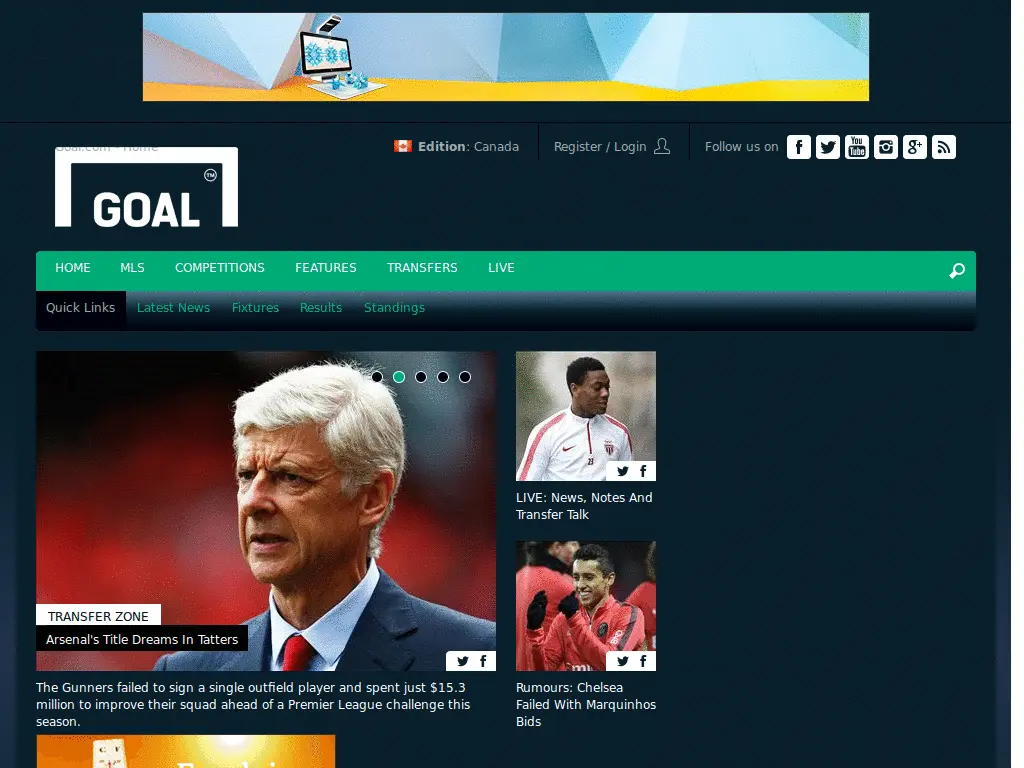 Goal.com - Home
GOAL
TM
Edition: Canada
Register / Login
Follow us on
You
Tube
HOME MLS COMPETITIONS FEATURES TRANSFERS LIVE
Quick Links Latest News Fixtures Results Standings
TRANSFER ZONE
Arsenal's Title Dreams In Tatters
The Gunners failed to sign a single outfield player and spent just $15.3
million to improve their squad ahead of a Premier League challenge this
season.
LIVE: News, Notes And
Transfer Talk
Rumours: Chelsea
Failed With Marquinhos
Bids